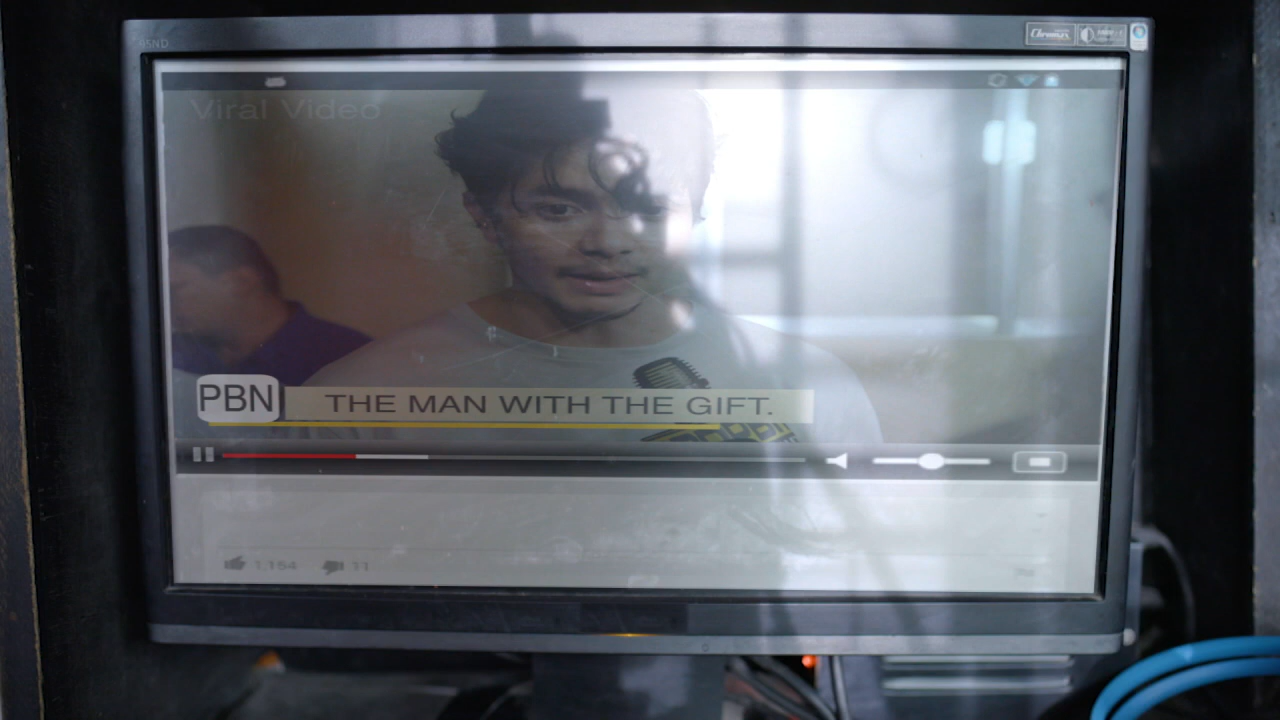 Viral Video
PBN
THE MAN WITH THE GIFT.
1,154
11